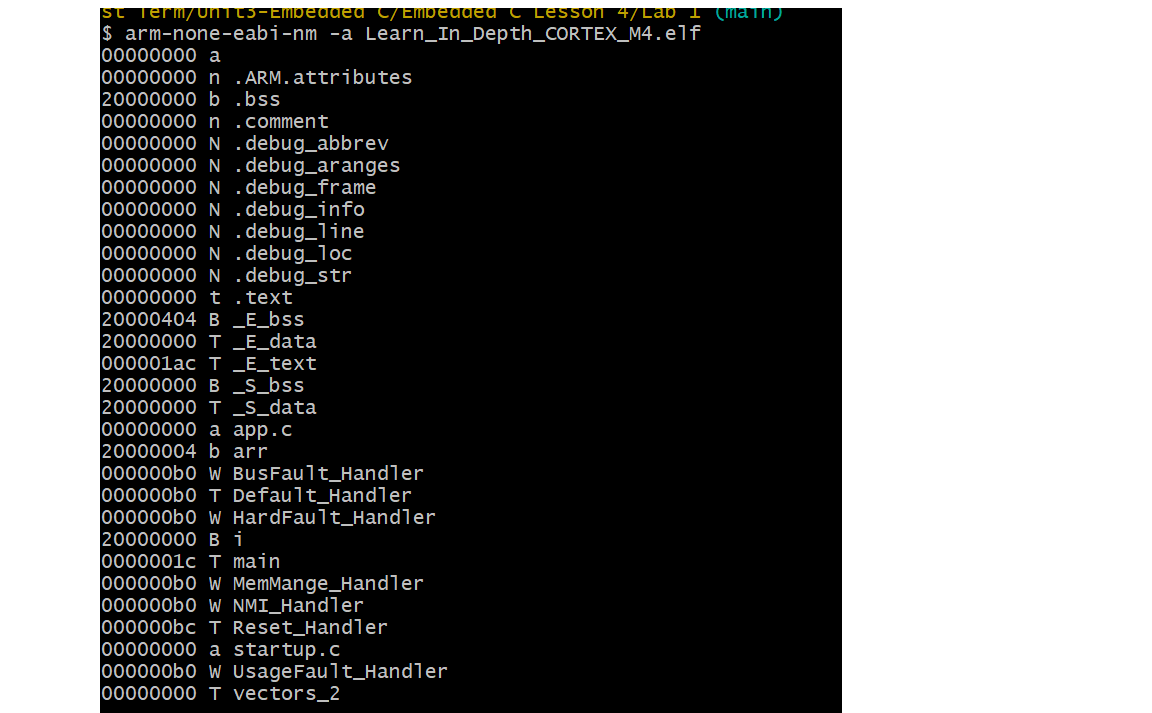 st Term/Unit3-Embedded C/Embedded C Lesson 4/Lab 1 (main)
$ arm-none-eabi-nm -a Learn_In_Depth_CORTEX_M4.elf
00000000 a
00000000 n .ARM.attributes
20000000 b .bss
00000000 n .comment
00000000 N .debug_abbrev
00000000 N .debug_aranges
00000000 N .debug_frame
00000000 N .debug_info
00000000 N .debug_line
00000000 N .debug_loc
00000000 N .debug_str
00000000 t .text
20000404 B _E_bss
20000000 T _E_data
000001ac T _E_text
20000000 B _S_bss
20000000 T _S_data
00000000 a app.c
20000004 b arr
000000b0 W BusFault_Handler
000000b0 T Default_Handler
000000b0 W HardFault_Handler
20000000 B i
0000001c T main
000000b0 W MemMange_Handler
000000b0 W NMI_Handler
000000bc T Reset_Handler
00000000 a startup.c
000000b0 W UsageFault_Handler
00000000 T vectors_2